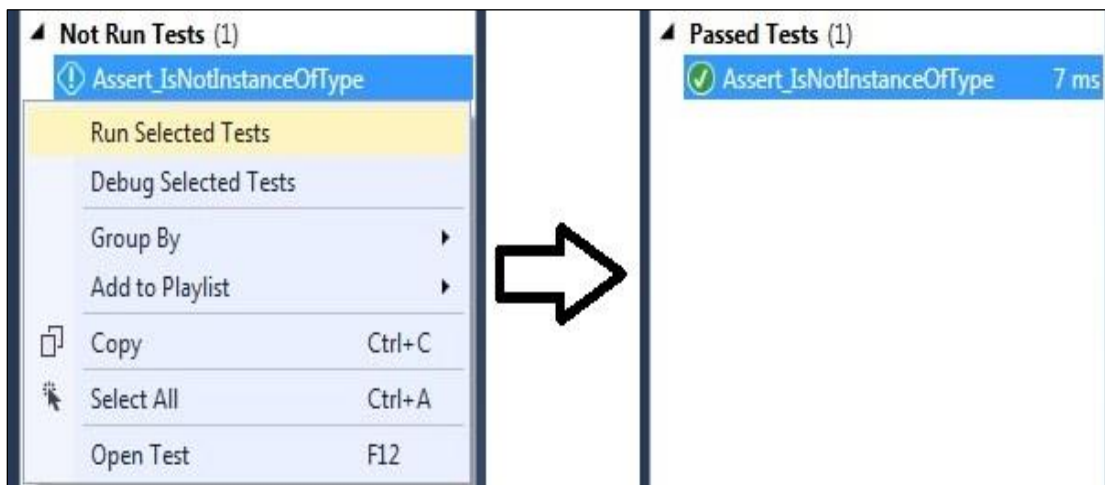 Not Run Tests (1)
Assert_IsNotInstanceOfType
Run Selected Tests
Debug Selected Tests
Group By
Add to Playlist
Copy Ctrl+C
Select All Ctrl+A
Open Test F12
Passed Tests (1)
Assert_IsNotInstanceOfType 7 ms